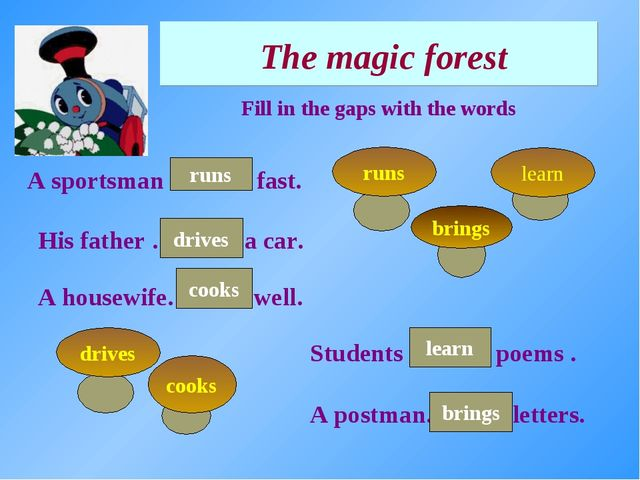 The magic forest
Fill in the gaps with the words
A sportsman runs fast.
runs
learn
brings
His father . drives a car.
A housewife. cooks well.
drives
cooks
Students learn poems .
A postman. brings letters.